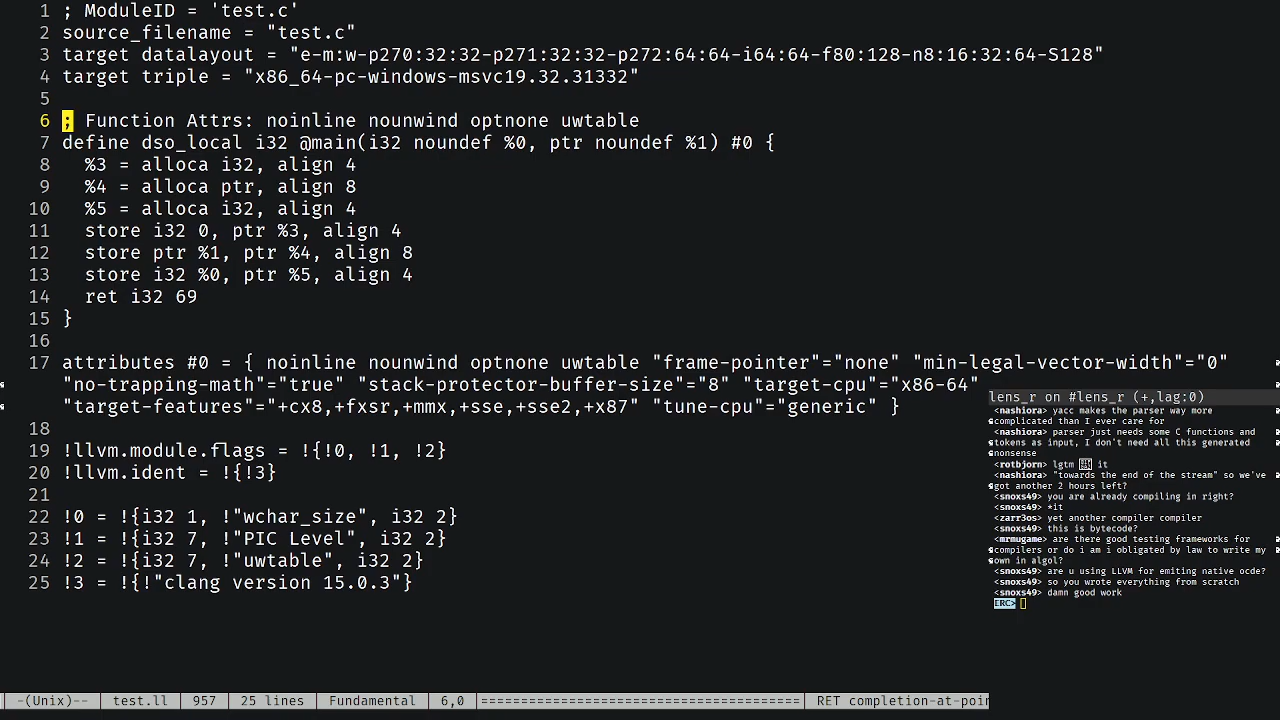 1 ; ModuleID = 'test.c'
2 source_filename = "test.c"
3 target datalayout = "e-m:w-p270:32:32-p271:32:32-p272:64:64-i64:64-f80:128-n8:16:32:64-S128"
4 target triple = "x86_64-pc-windows-msvc19.32.31332"
5
6 ; Function Attrs: noinline nounwind optnone uwtable
7 define dso_local i32 @main(i32 noundef %0, ptr noundef %1) #0 {
8 %3 = alloca i32, align 4
9 %4 = alloca ptr, align 8
10 %5 = alloca i32, align 4
11 store i32 0, ptr %3, align 4
12 store ptr %1, ptr %4, align 8
13 store i32 %0, ptr %5, align 4
14 ret i32 69
15 }
16
17 attributes #0 = { noinline nounwind optnone uwtable "frame-pointer"="none" "min-legal-vector-width"="0"
"no-trapping-math"="true" "stack-protector-buffer-size"="8" "target-cpu"="x86-64"
"target-features"="+cx8,+fxsr,+mmx,+sse,+sse2,+x87" "tune-cpu"="generic" }
18
19 !llvm.module.flags = !{!0, !1, !2}
20 !llvm.ident = !{!3}
21
22 !0 = !{i32 1, !"wchar_size", i32 2}
23 !1 = !{i32 7, !"PIC Level", i32 2}
24 !2 = !{i32 7, !"uwtable", i32 2}
25 !3 = !{!"clang version 15.0.3"}
lens_r on #lens_r (+,lag:0)
<nashiora> yacc makes the parser way more
complicated than I ever care for
<nashiora> parser just needs some C functions and
tokens as input, I don't need all this generated
nonsense
<rotbjorn> lgtm it
<nashiora> "towards the end of the stream" so we've
got another 2 hours left?
<snoxs49> you are already compiling in right?
<snoxs49> *it
<zarr3os> yet another compiler compiler
<snoxs49> this is bytecode?
<mrmugame> are there good testing frameworks for
compilers or do i am i obligated by law to write my
own in algol?
<snoxs49> are u using LLVM for emiting native ocde?
<snoxs49> so you wrote everything from scratch
<snoxs49> damn good work
ERC>
-(Unix)-- test.ll 957 25 lines Fundamental 6,0 ================================== RET completion-at-poin